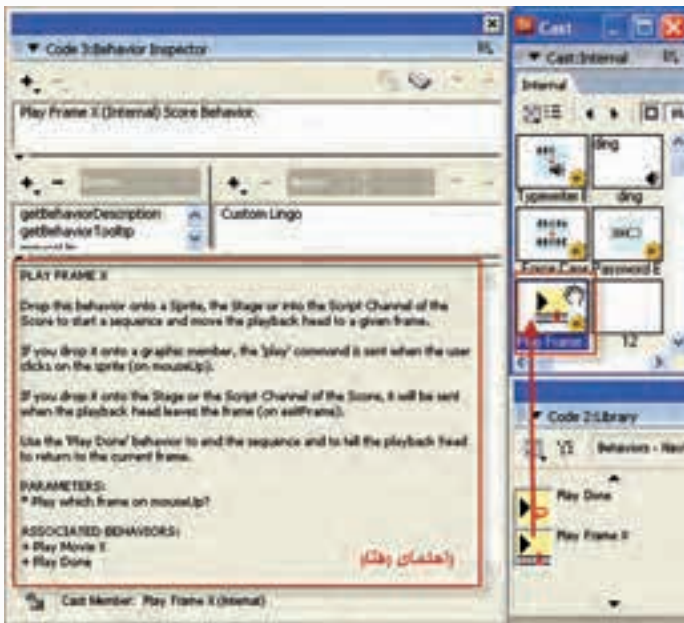 Code 3:Behavior Inspector
Play Frame X (Internal) Score Behavior
getBehaviorDescription
getBehaviorTooltip
Custom Lingo
PLAY FRAME X
Drop this behavior onto a Sprite, the Stage or into the Script Channel of the
Score to start a sequence and move the playback head to a given frame.
If you drop it onto a graphic member, the 'play' command is sent when the user
clicks on the sprite (on mouseUp).
If you drop it onto the Stage or the Script Channel of the Score, it will be sent
when the playback head leaves the frame (on exitFrame).
Use the 'Play Done' behavior to end the sequence and to tell the playback head
to return to the current frame.
PARAMETERS:
* Play which frame on mouseUp?
ASSOCIATED BEHAVIORS:
+ Play Movie X
+ Play Done
راهنمای رفتار
Cast Member: Play Frame X (Internal)
Cast
Cast:Internal
Internal
ding
Typewriter E
ding
Password E
Play Frame
12
Code 2:Library
Behaviors - Nav
Play Done
Play Frame X